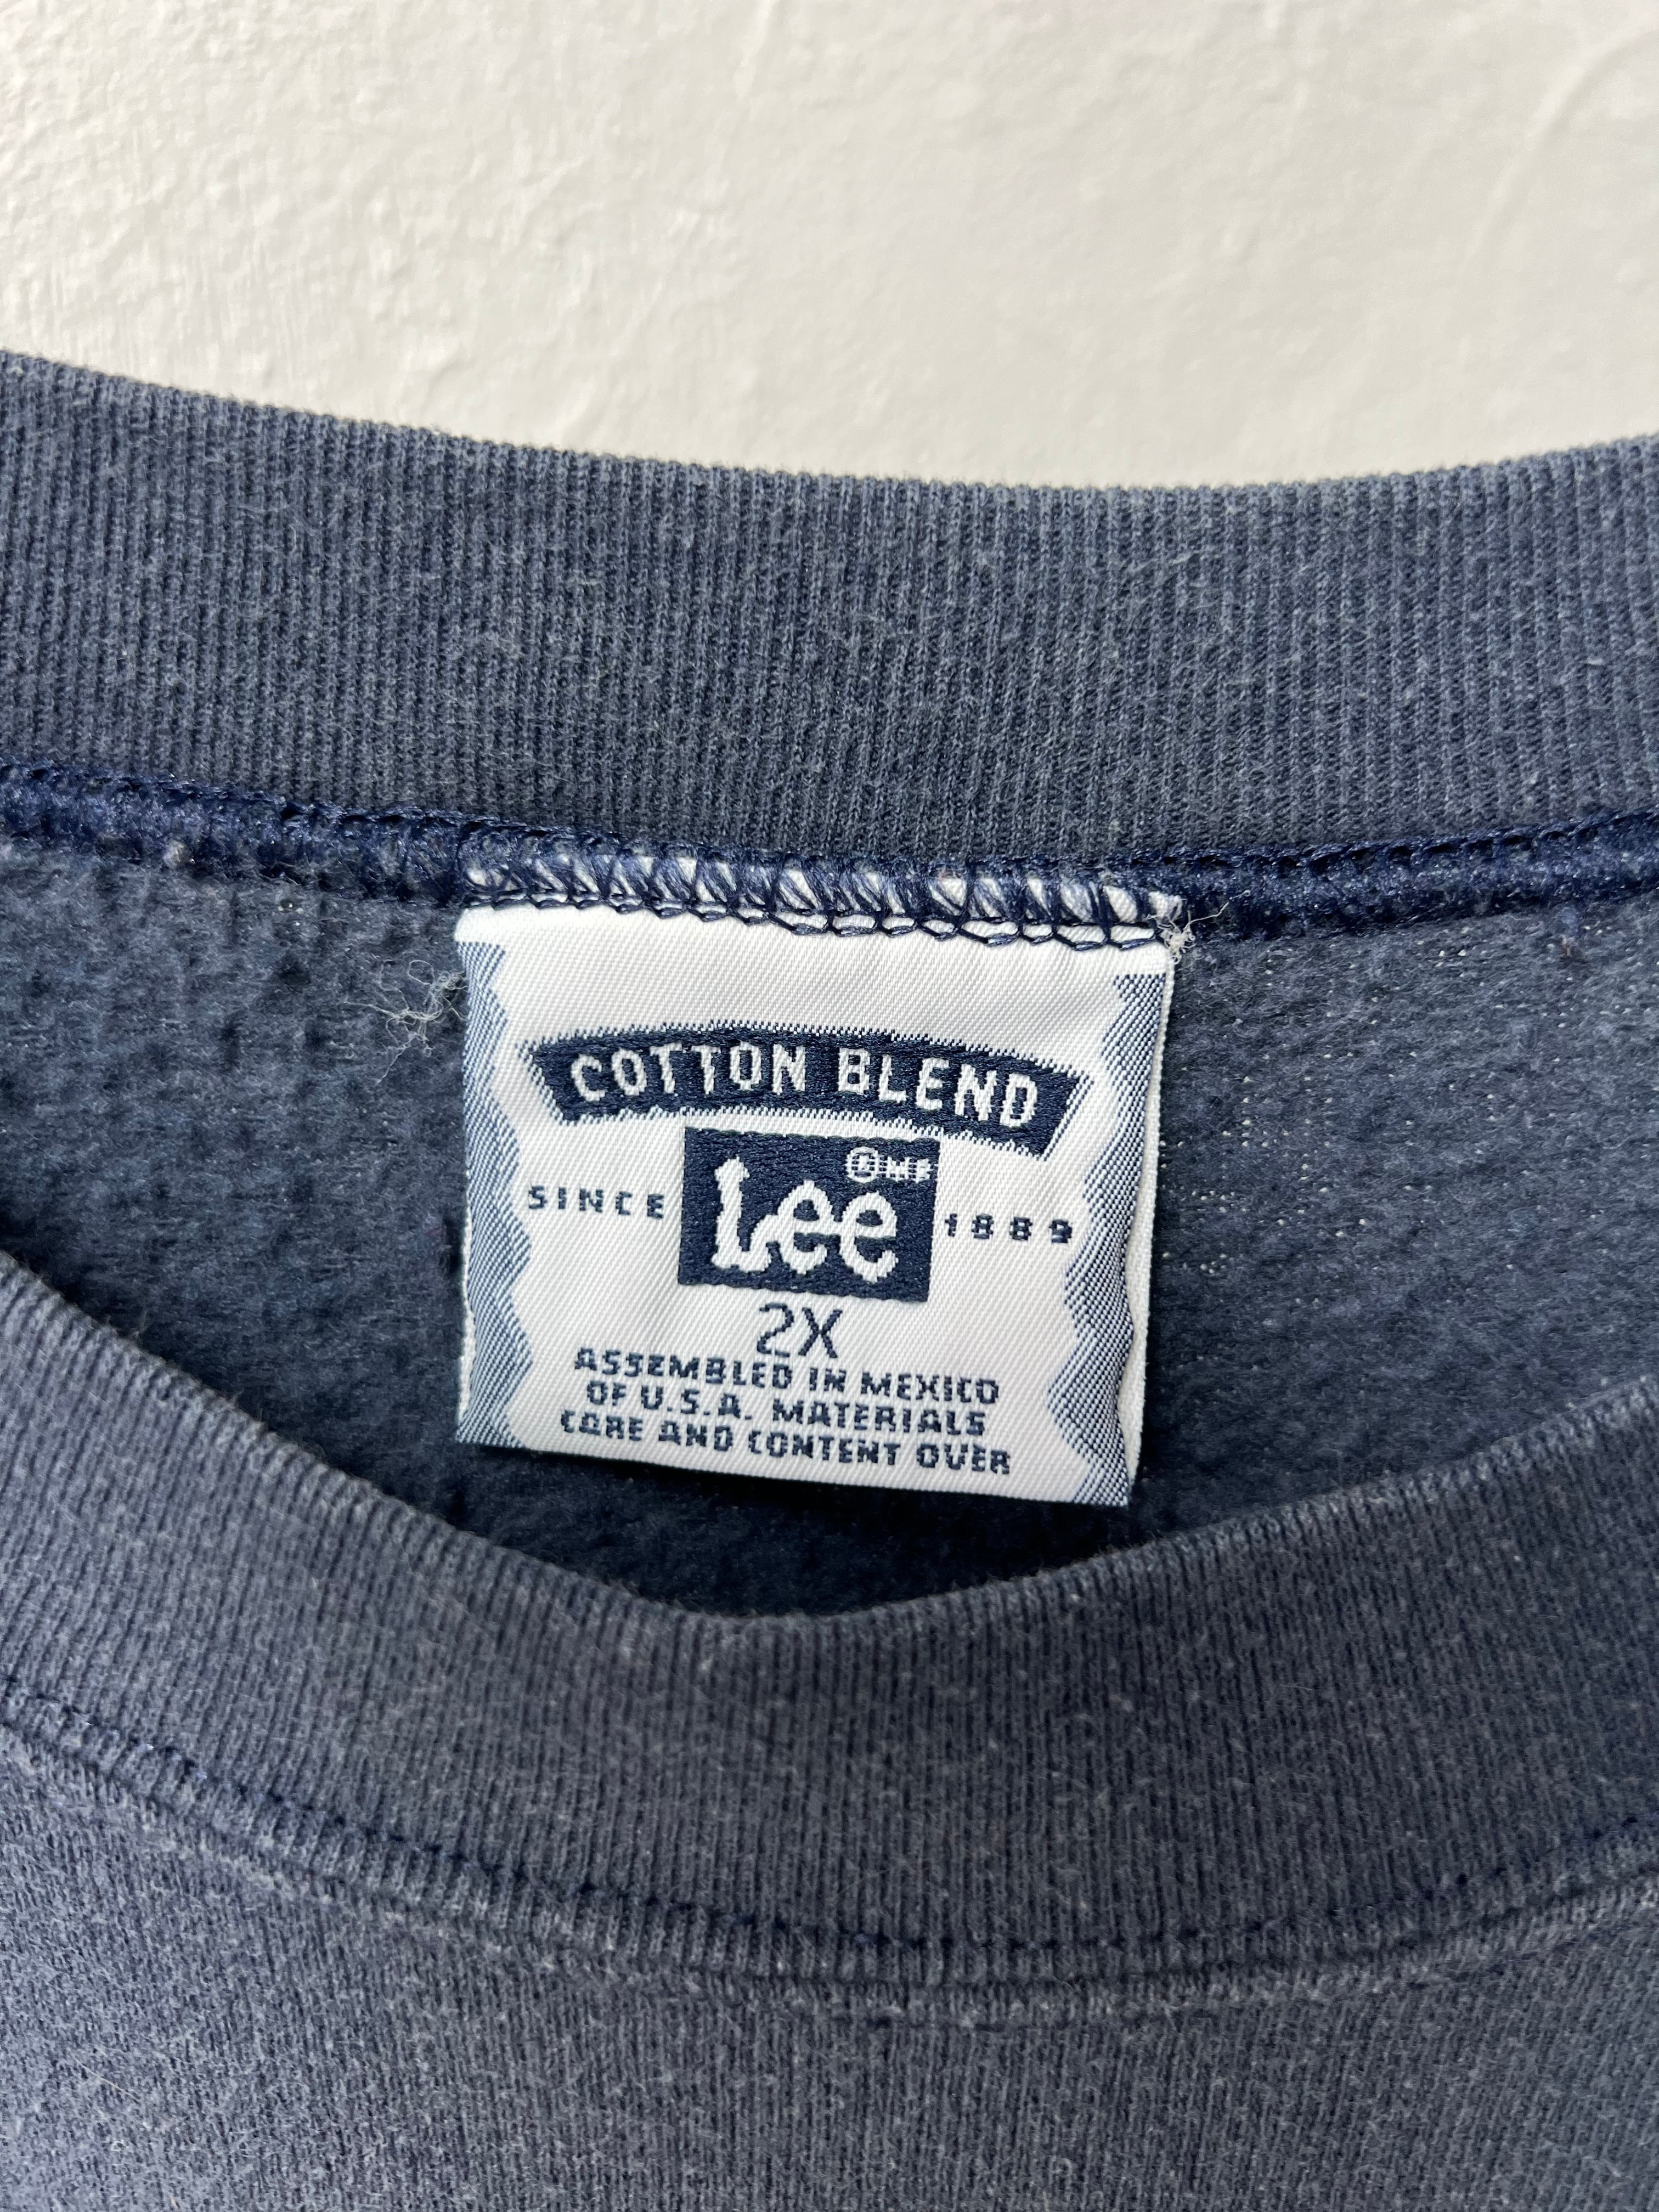 COTTON BLEND
SINCE Lee 1889
2X
ASSEMBLED IN MEXICO
OF U.S.A. MATERIALS
CARE AND CONTENT OVER